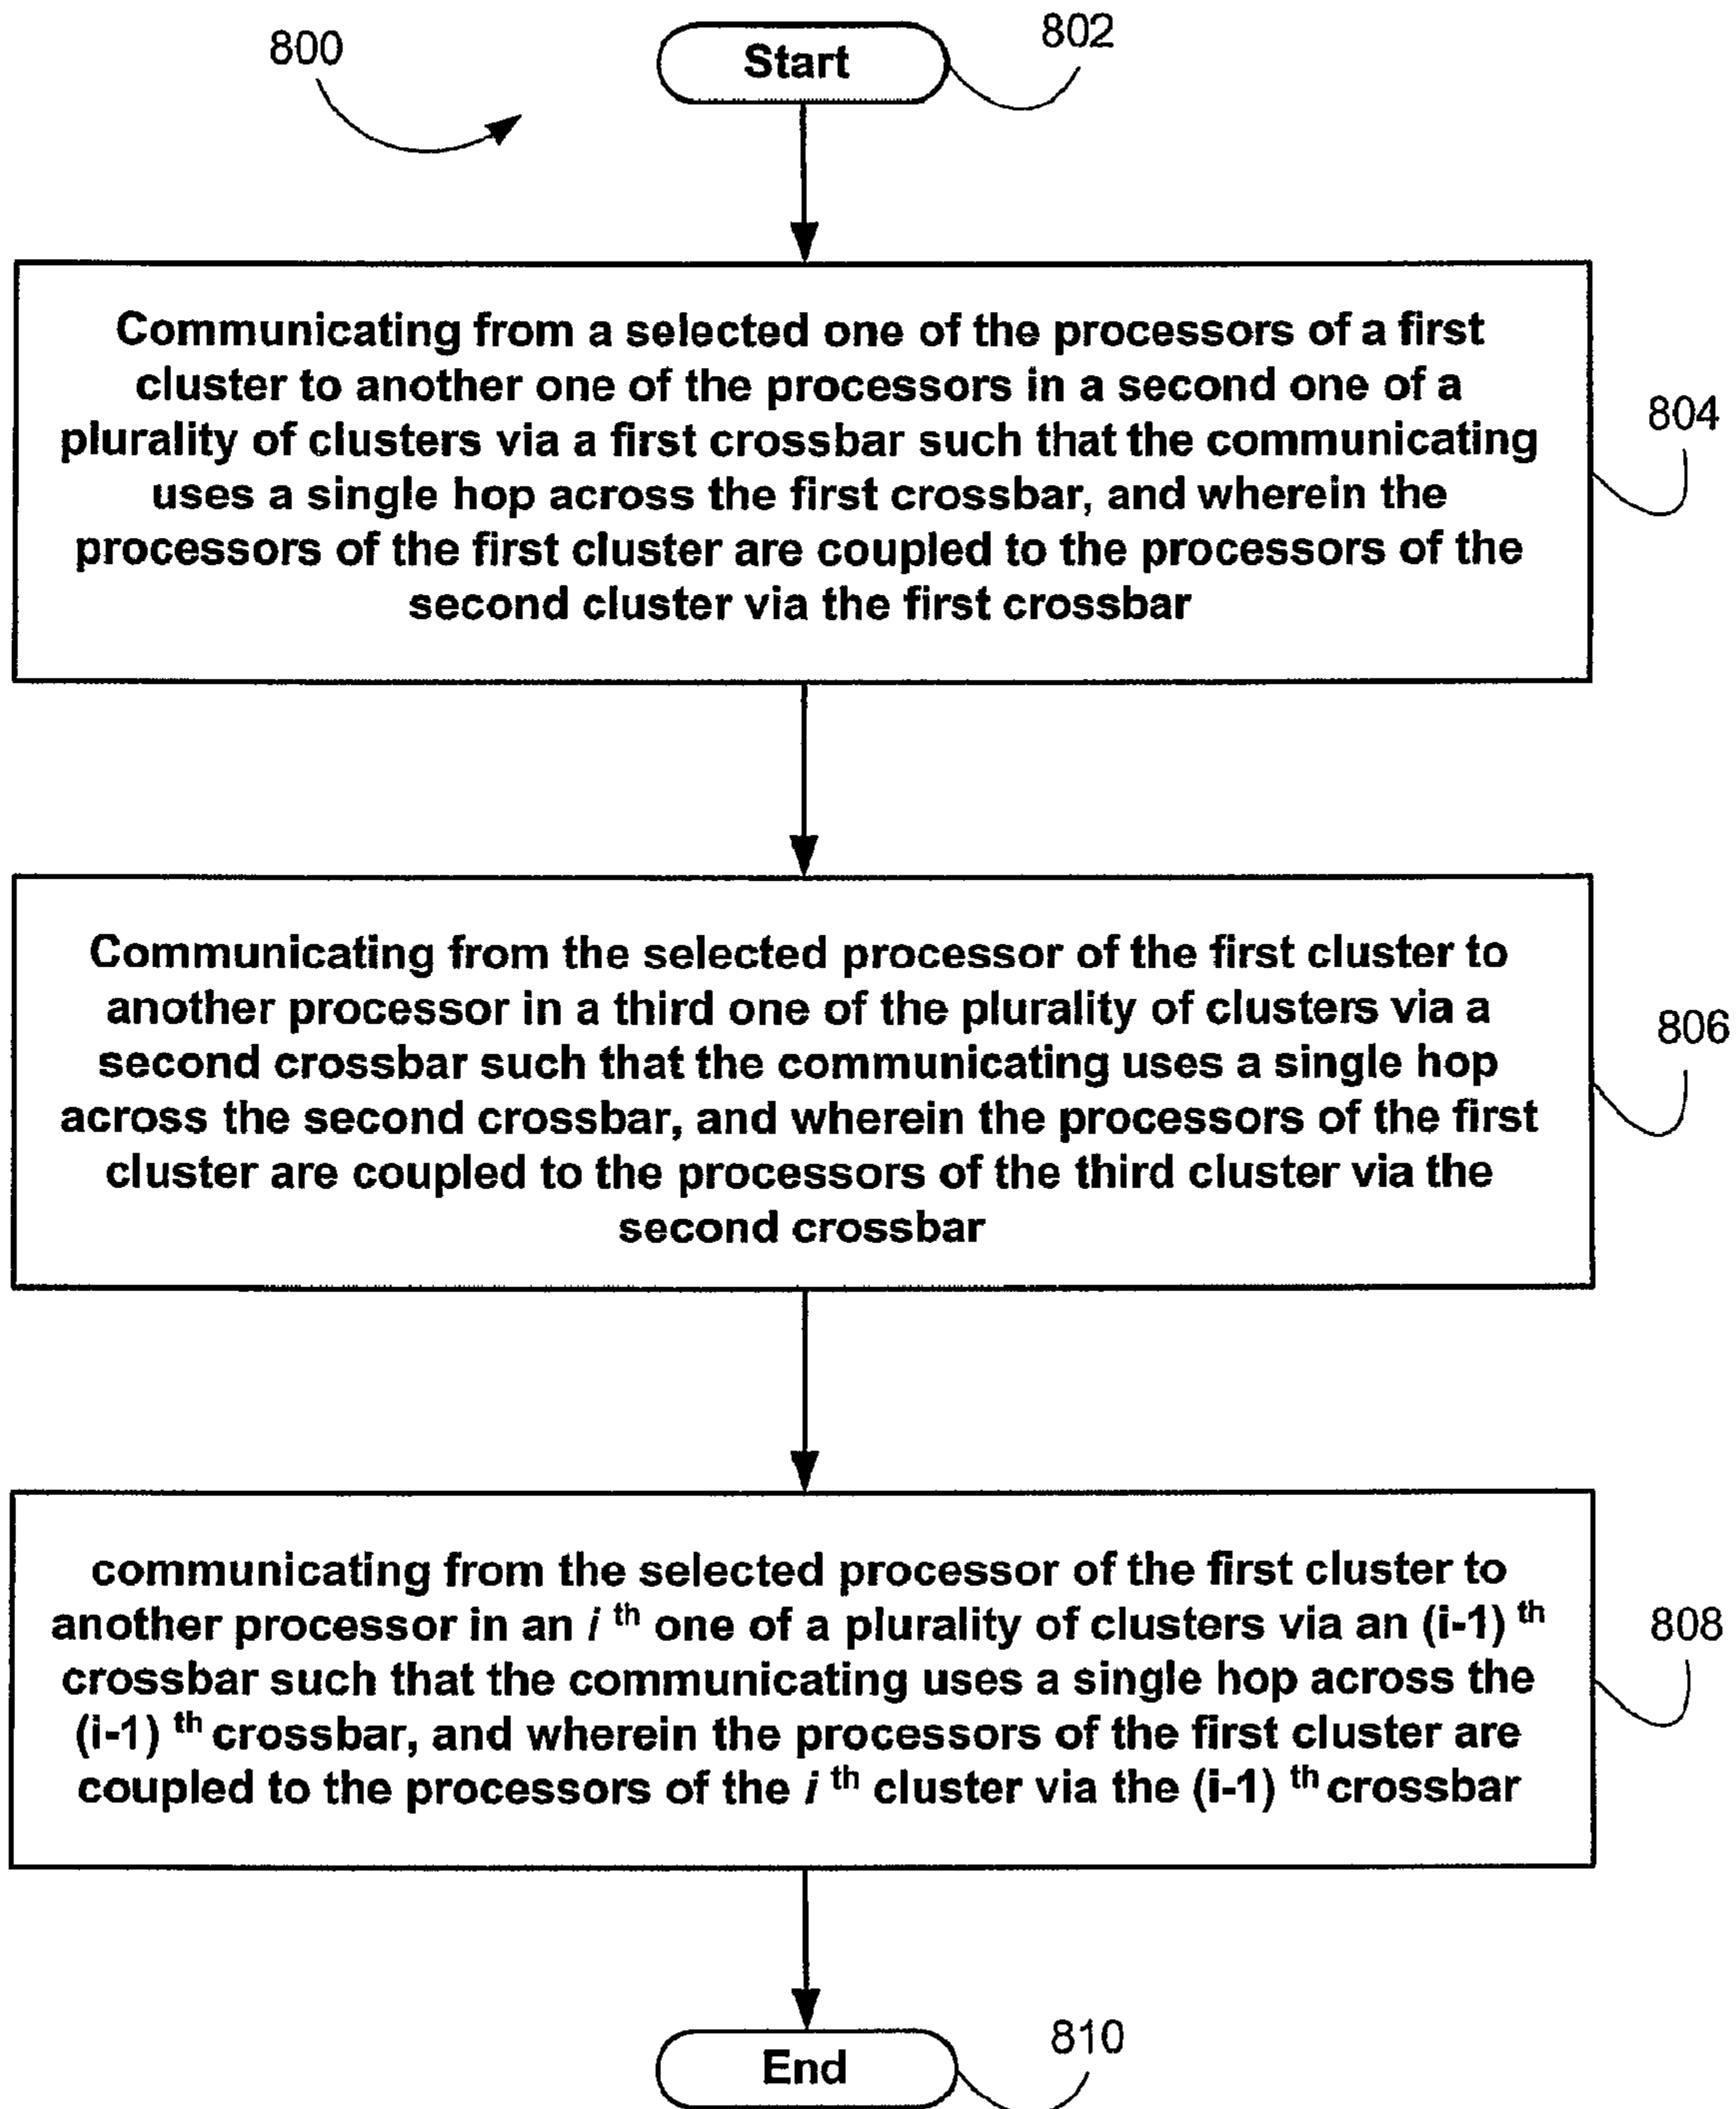 800
Start
802
Communicating from a selected one of the processors of a first
cluster to another one of the processors in a second one of a
plurality of clusters via a first crossbar such that the communicating
uses a single hop across the first crossbar, and wherein the
processors of the first cluster are coupled to the processors of the
second cluster via the first crossbar
804
Communicating from the selected processor of the first cluster to
another processor in a third one of the plurality of clusters via a
second crossbar such that the communicating uses a single hop
across the second crossbar, and wherein the processors of the first
cluster are coupled to the processors of the third cluster via the
second crossbar
806
communicating from the selected processor of the first cluster to
another processor in an i th one of a plurality of clusters via an (i-1) th
crossbar such that the communicating uses a single hop across the
(i-1) th crossbar, and wherein the processors of the first cluster are
coupled to the processors of the i th cluster via the (i-1) th crossbar
808
End
810